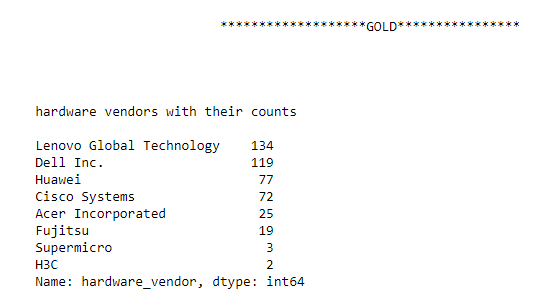 *******************GOLD****************
hardware vendors with their counts
Lenovo Global Technology    134
Dell Inc.                   119
Huawei                       77
Cisco Systems                72
Acer Incorporated            25
Fujitsu                      19
Supermicro                    3
H3C                           2
Name: hardware_vendor, dtype: int64